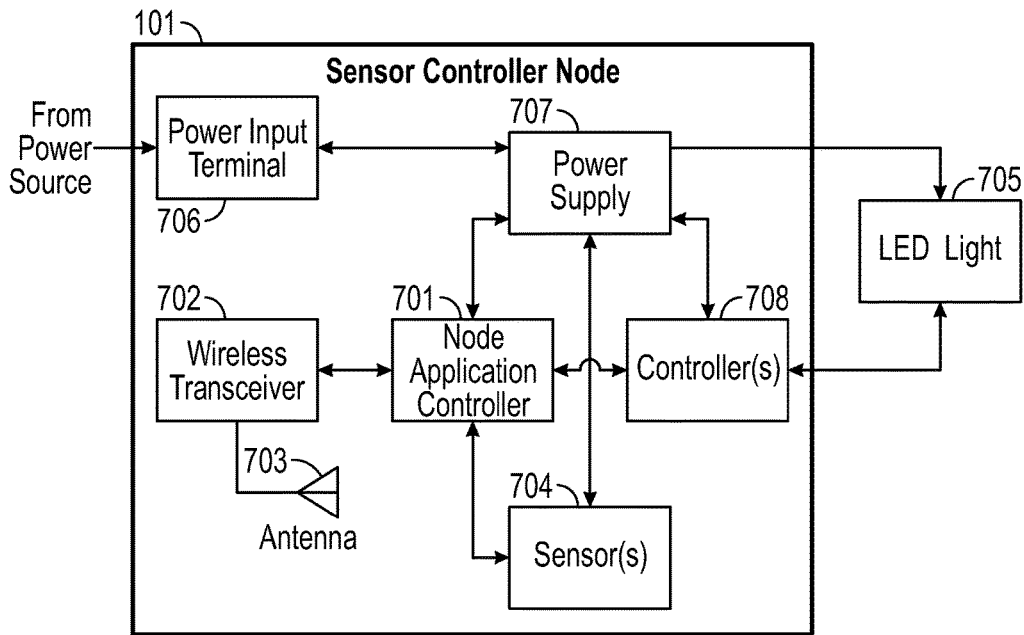 101
Sensor Controller Node
From
Power
Source
Power Input
Terminal
706
707
Power
Supply
705
LED Light
702
Wireless
Transceiver
701
Node
Application
Controller
708
Controller(s)
703
Antenna
704
Sensor(s)